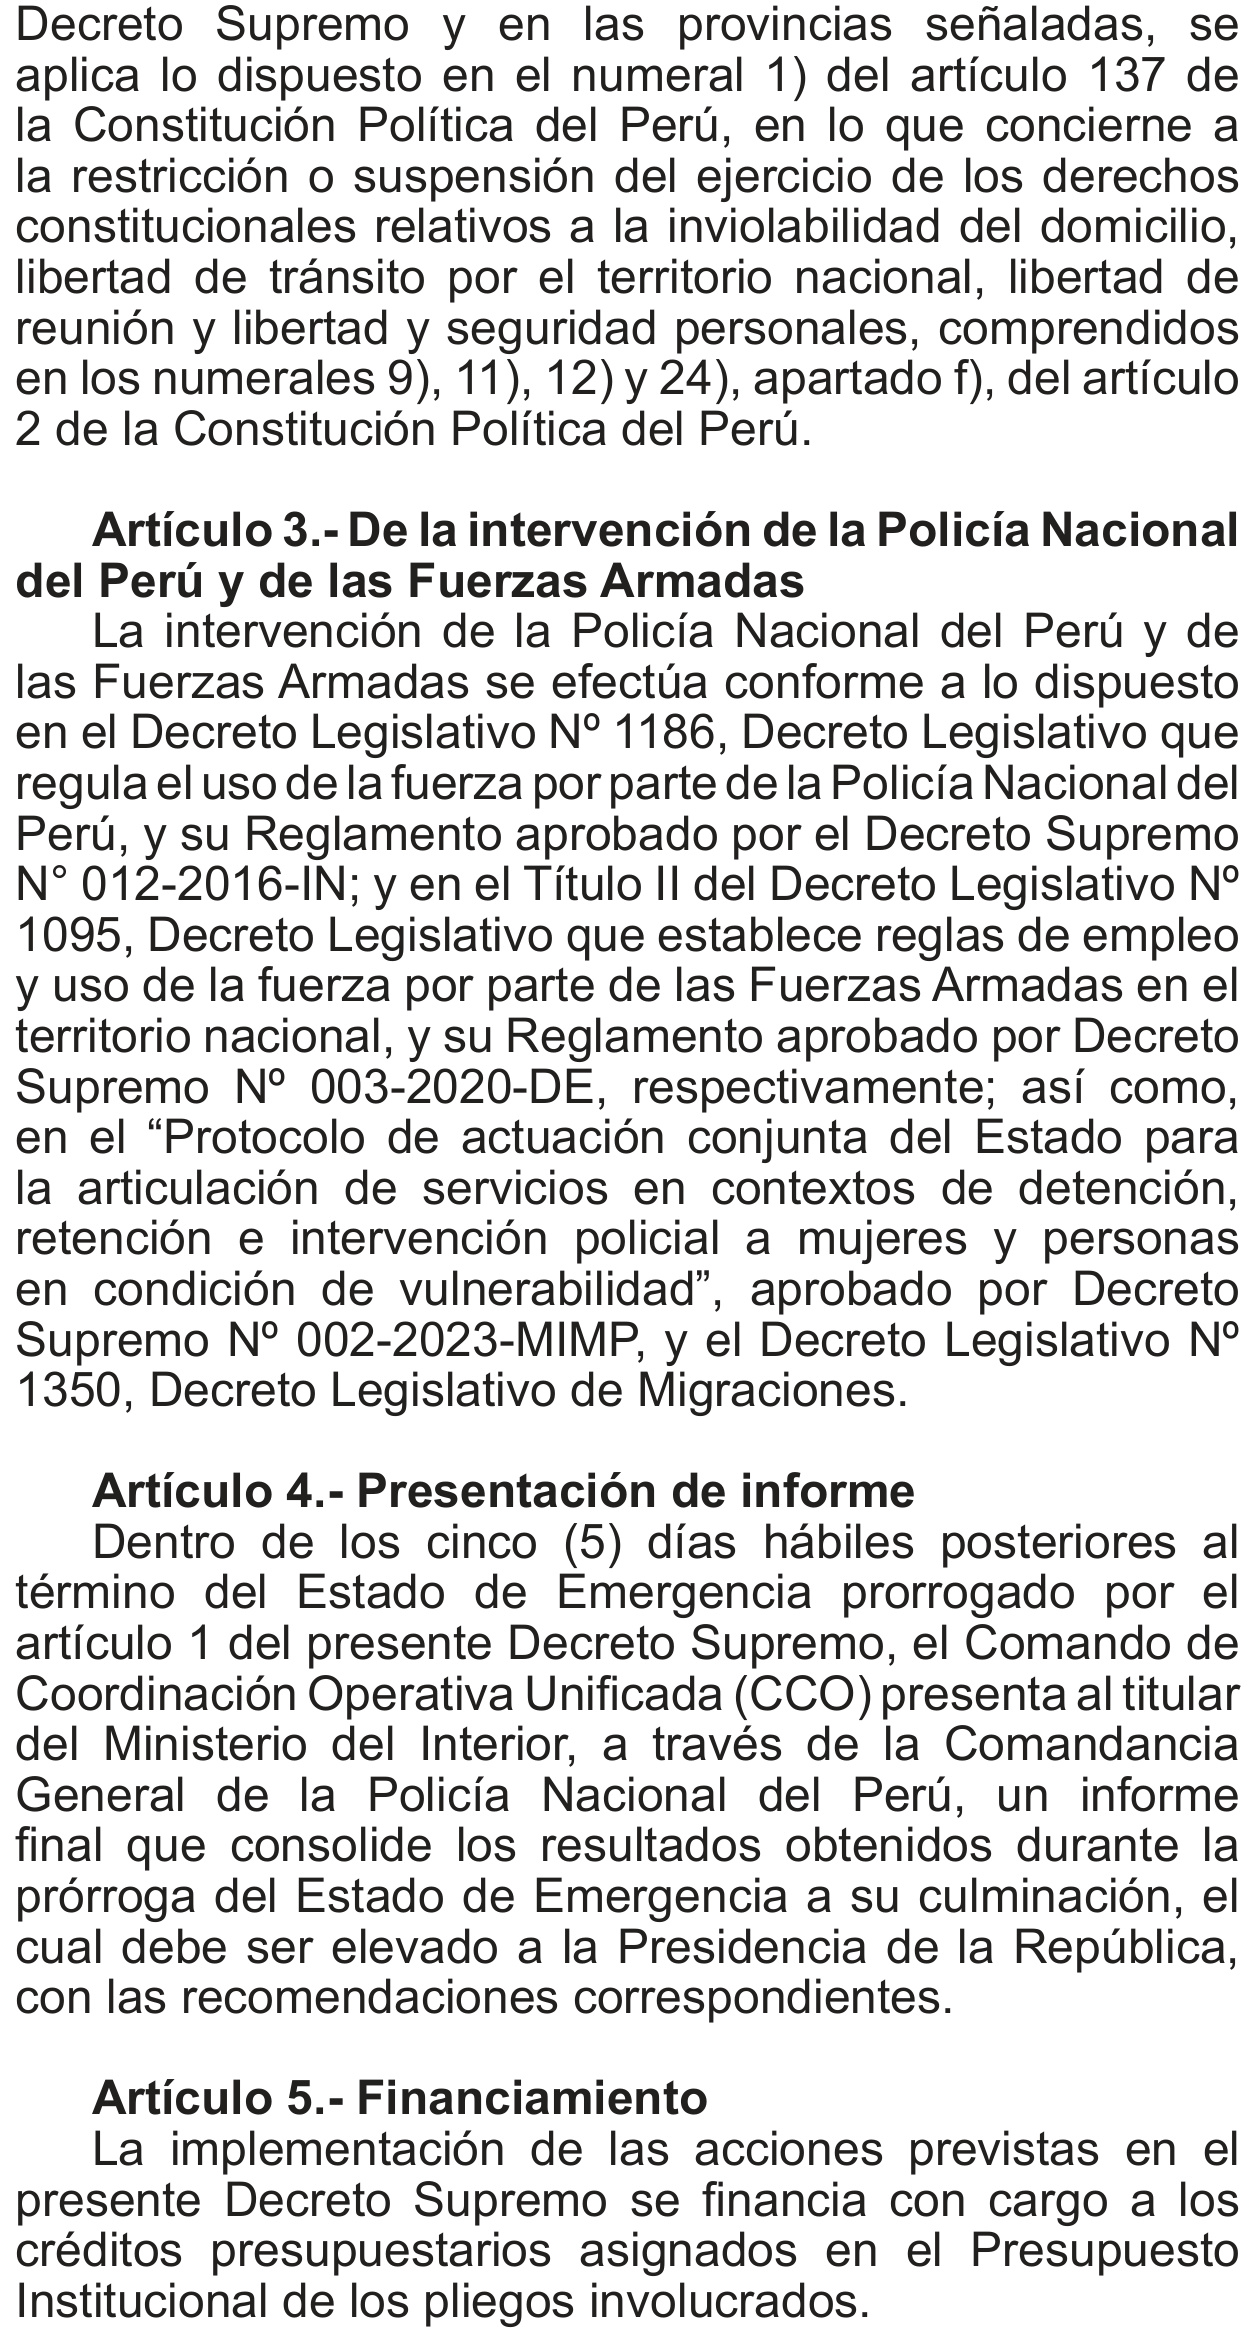 Decreto Supremo y en las provincias señaladas, se
aplica lo dispuesto en el numeral 1) del artículo 137 de
la Constitución Política del Perú, en lo que concierne a
la restricción o suspensión del ejercicio de los derechos
constitucionales relativos a la inviolabilidad del domicilio,
libertad de tránsito por el territorio nacional, libertad de
reunión y libertad y seguridad personales, comprendidos
en los numerales 9), 11), 12) y 24), apartado f), del artículo
2 de la Constitución Política del Perú.
Artículo 3.- De la intervención de la Policía Nacional
del Perú y de las Fuerzas Armadas
La intervención de la Policía Nacional del Perú y de
las Fuerzas Armadas se efectúa conforme a lo dispuesto
en el Decreto Legislativo Nº 1186, Decreto Legislativo que
regula el uso de la fuerza por parte de la Policía Nacional del
Perú, y su Reglamento aprobado por el Decreto Supremo
N° 012-2016-IN; y en el Título II del Decreto Legislativo Nº
1095, Decreto Legislativo que establece reglas de empleo
y uso de la fuerza por parte de las Fuerzas Armadas en el
territorio nacional, y su Reglamento aprobado por Decreto
Supremo Nº 003-2020-DE, respectivamente; así como,
en el “Protocolo de actuación conjunta del Estado para
la articulación de servicios en contextos de detención,
retención e intervención policial a mujeres y personas
en condición de vulnerabilidad”, aprobado por Decreto
Supremo Nº 002-2023-MIMP, y el Decreto Legislativo Nº
1350, Decreto Legislativo de Migraciones.
Artículo 4.- Presentación de informe
Dentro de los cinco (5) días hábiles posteriores al
término del Estado de Emergencia prorrogado por el
artículo 1 del presente Decreto Supremo, el Comando de
Coordinación Operativa Unificada (CCO) presenta al titular
del Ministerio del Interior, a través de la Comandancia
General de la Policía Nacional del Perú, un informe
final que consolide los resultados obtenidos durante la
prórroga del Estado de Emergencia a su culminación, el
cual debe ser elevado a la Presidencia de la República,
con las recomendaciones correspondientes.
Artículo 5.- Financiamiento
La implementación de las acciones previstas en el
presente Decreto Supremo se financia con cargo a los
créditos presupuestarios asignados en el Presupuesto
Institucional de los pliegos involucrados.